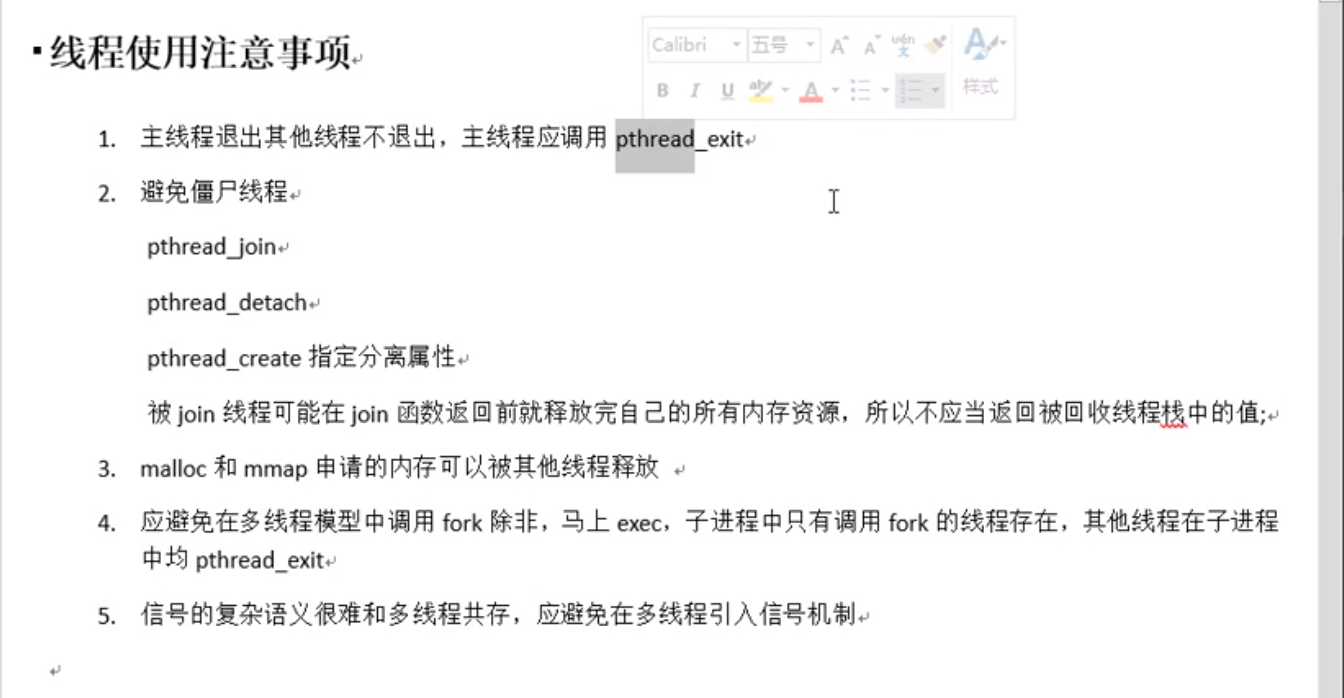 线程使用注意事项
Calibri 五号 A A wén 文 A
B I U aby A 样式
1. 主线程退出其他线程不退出，主线程应调用 pthread_exit
2. 避免僵尸线程
pthread_join
pthread_detach
pthread_create 指定分离属性
被 join 线程可能在 join 函数返回前就释放完自己的所有内存资源，所以不应当返回被回收线程栈中的值;
3. malloc 和 mmap 申请的内存可以被其他线程释放
4. 应避免在多线程模型中调用 fork 除非，马上 exec，子进程中只有调用 fork 的线程存在，其他线程在子进程
中均 pthread_exit
5. 信号的复杂语义很难和多线程共存，应避免在多线程引入信号机制